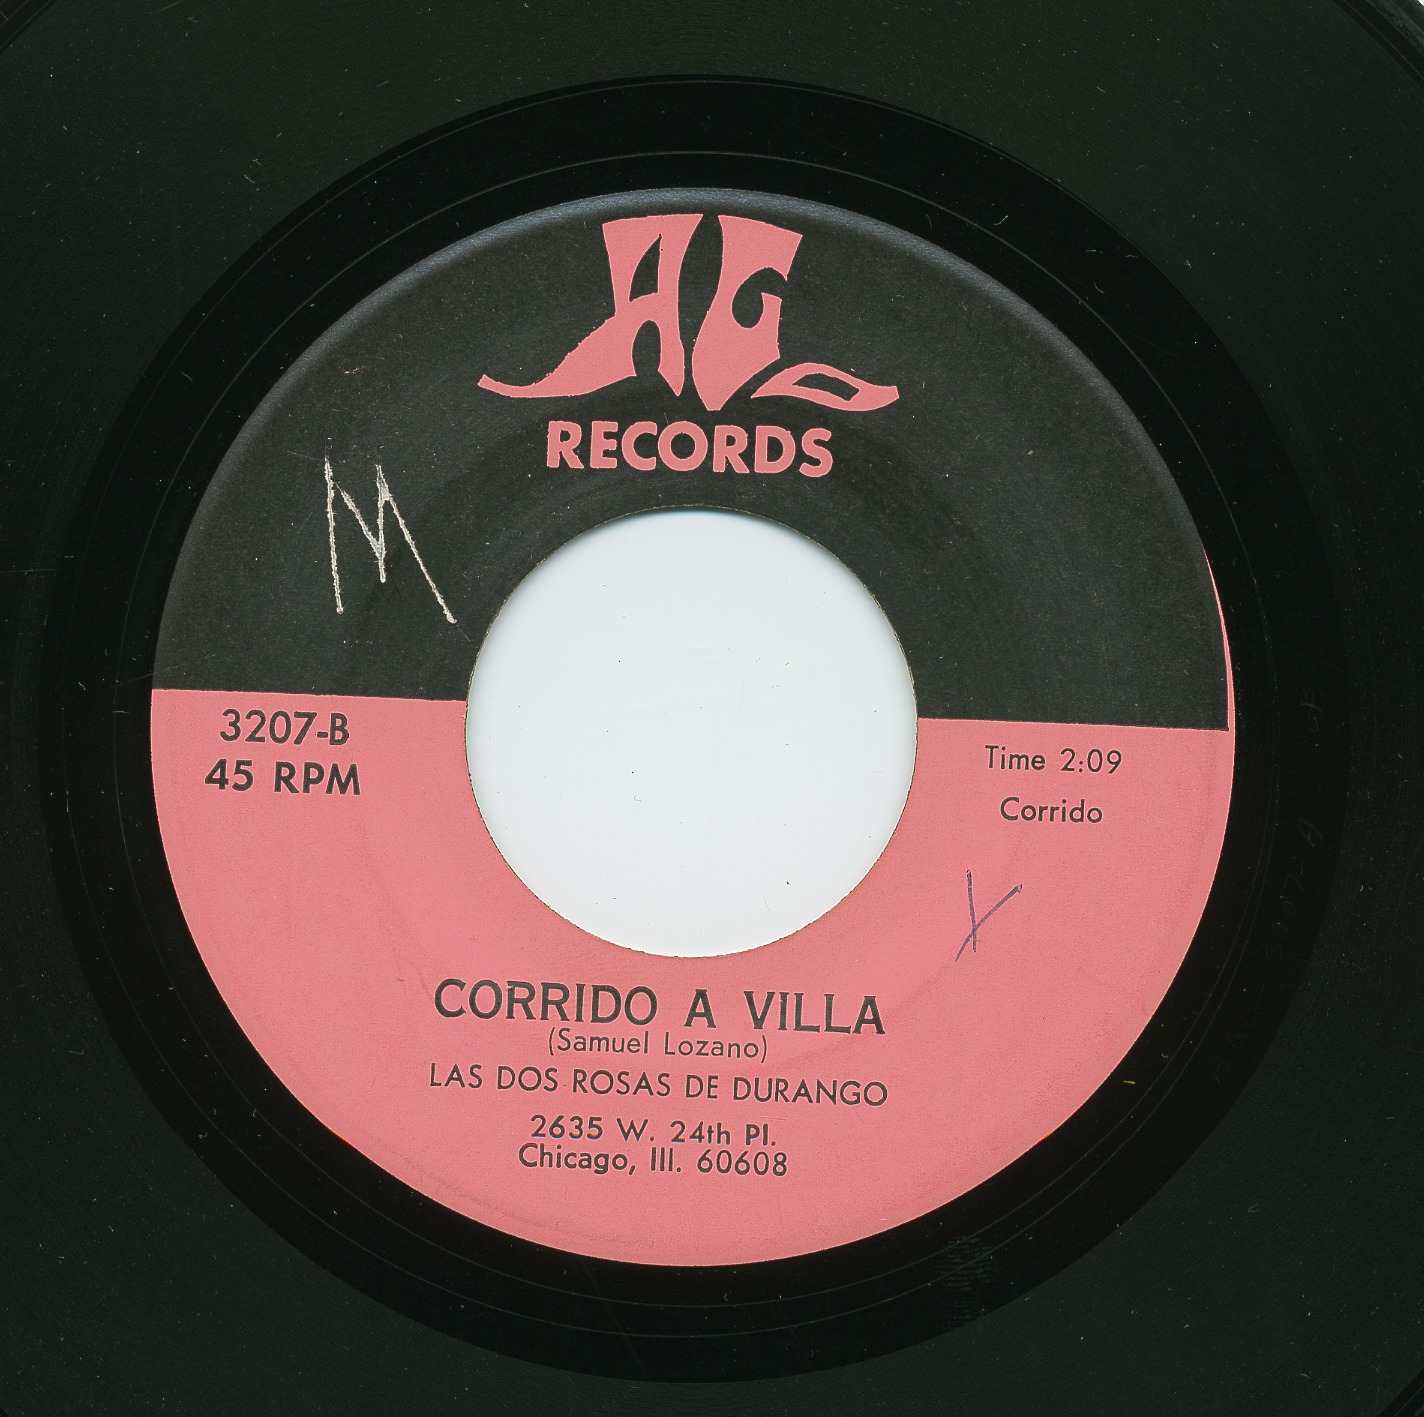 AG
RECORDS
M
3207-B
45 RPM
Time 2:09
Corrido
CORRIDO A VILLA
(Samuel Lozano)
LAS DOS ROSAS DE DURANGO
2635 W. 24th Pl.
Chicago, Ill. 60608